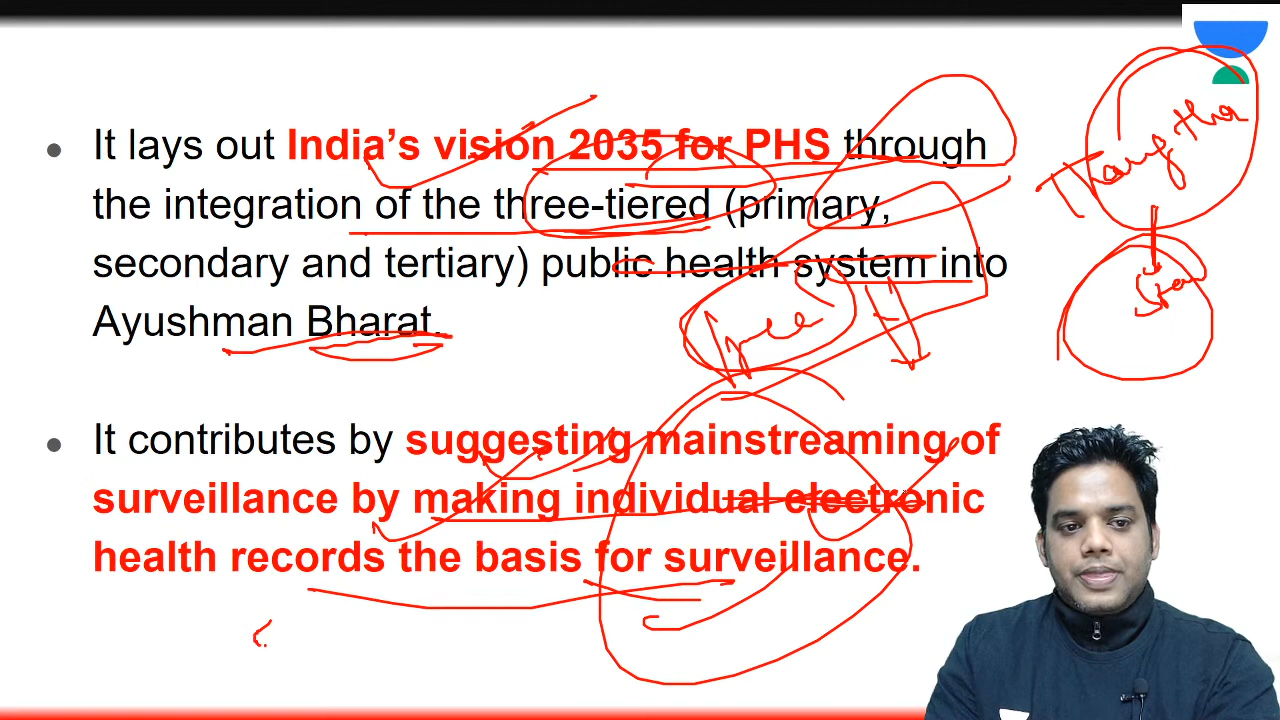 • It lays out India's vision 2035 for PHS through
the integration of the three-tiered (primary,
secondary and tertiary) public health system into
Ayushman Bharat.
• It contributes by suggesting mainstreaming of
surveillance by making individual electronic
health records the basis for surveillance.
Thang tha